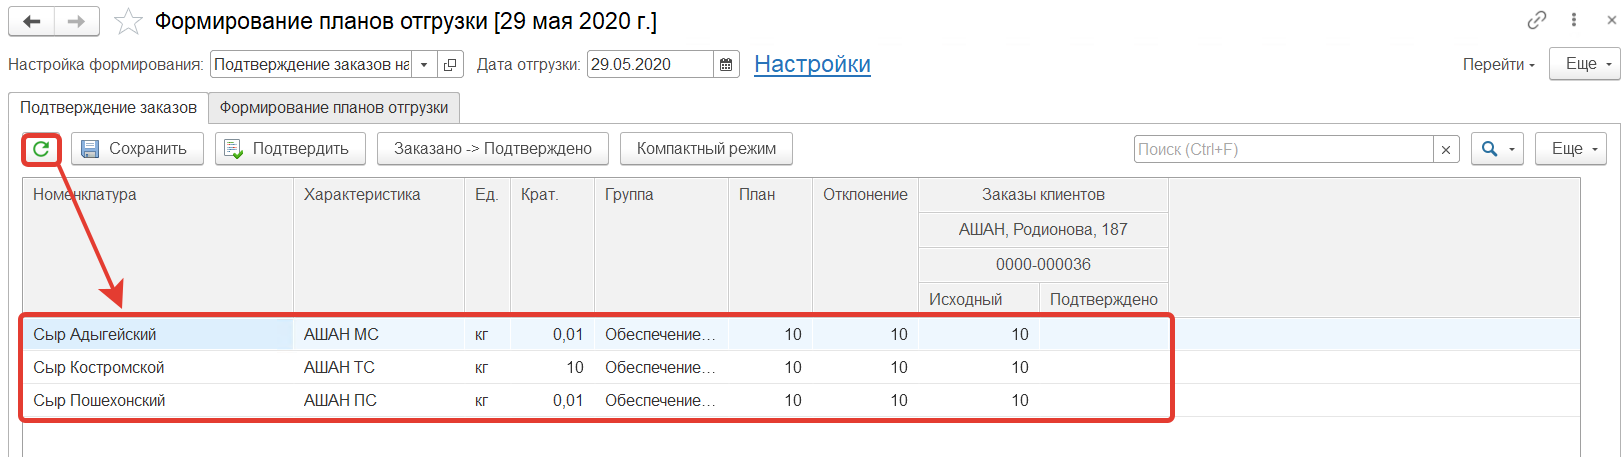 Формирование планов отгрузки [29 мая 2020 г.]
Настройка формирования: Подтверждение заказов на Дата отгрузки: 29.05.2020 Настройки Перейти Еще
Подтверждение заказов Формирование планов отгрузки
Сохранить Подтвердить Заказано -> Подтверждено Компактный режим Поиск (Ctrl+F) × Еще
Номенклатура Характеристика Ед. Крат. Группа План Отклонение Заказы клиентов
АШАН, Родионова, 187
0000-000036
Исходный Подтверждено
Сыр Адыгейский АШАН МС кг 0,01 Обеспечение... 10 10 10
Сыр Костромской АШАН ТС кг 10 Обеспечение... 10 10 10
Сыр Пошехонский АШАН ПС кг 0,01 Обеспечение... 10 10 10